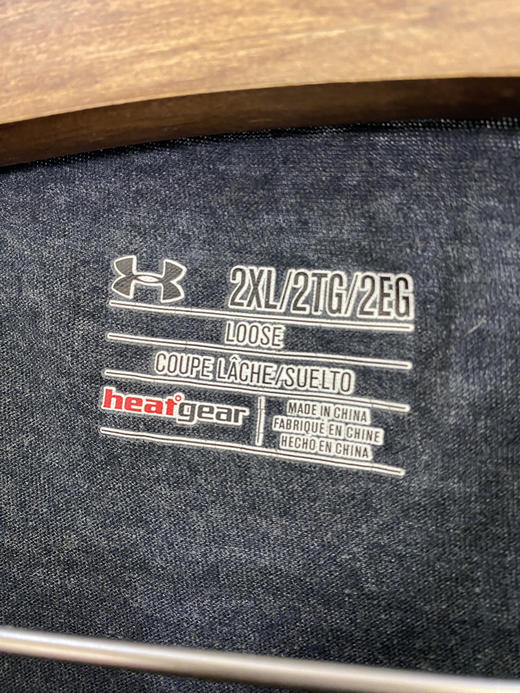 2XL/2TG/2EG
LOOSE
COUPE LÂCHE/SUELTO
heatgear
MADE IN CHINA
FABRIQUÉ EN CHINE
HECHO EN CHINA